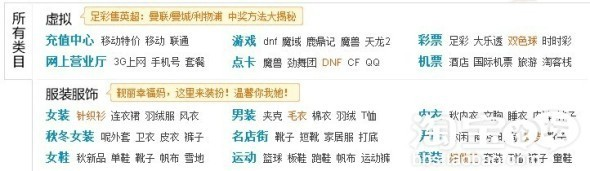 所有类目
虚拟 足彩售英超：曼联/曼城/利物浦 中奖方法大揭秘
充值中心 移动特价 移动 联通 游戏 dnf 魔域 鹿鼎记 魔兽 天龙2 彩票 足彩 大乐透 双色球 时时彩
网上营业厅 3G上网 手机号 套餐 点卡 魔兽 劲舞团 DNF CF QQ 机票 酒店 国际机票 旅游 淘客栈
服装服饰 靓丽幸福妈，这里来装扮！温馨你我她！
女装 针织衫 连衣裙 羽绒服 风衣 男装 夹克 毛衣 棉衣 羽绒 T恤 内衣 秋内衣 文胸 睡衣
秋冬女装 呢外套 卫衣 皮衣 裤子 名店街 靴子 短靴 家居服 打底
女鞋 秋新品 单鞋 靴子 帆布 雪地 运动 篮球 板鞋 跑鞋 帆布 运动裤 童装 裤子 童鞋